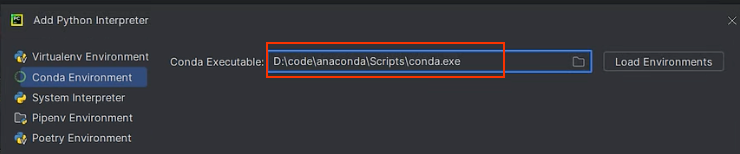 Add Python Interpreter
Virtualenv Environment
Conda Environment
System Interpreter
Pipenv Environment
Poetry Environment
Conda Executable: D:\code\anaconda\Scripts\conda.exe
Load Environments